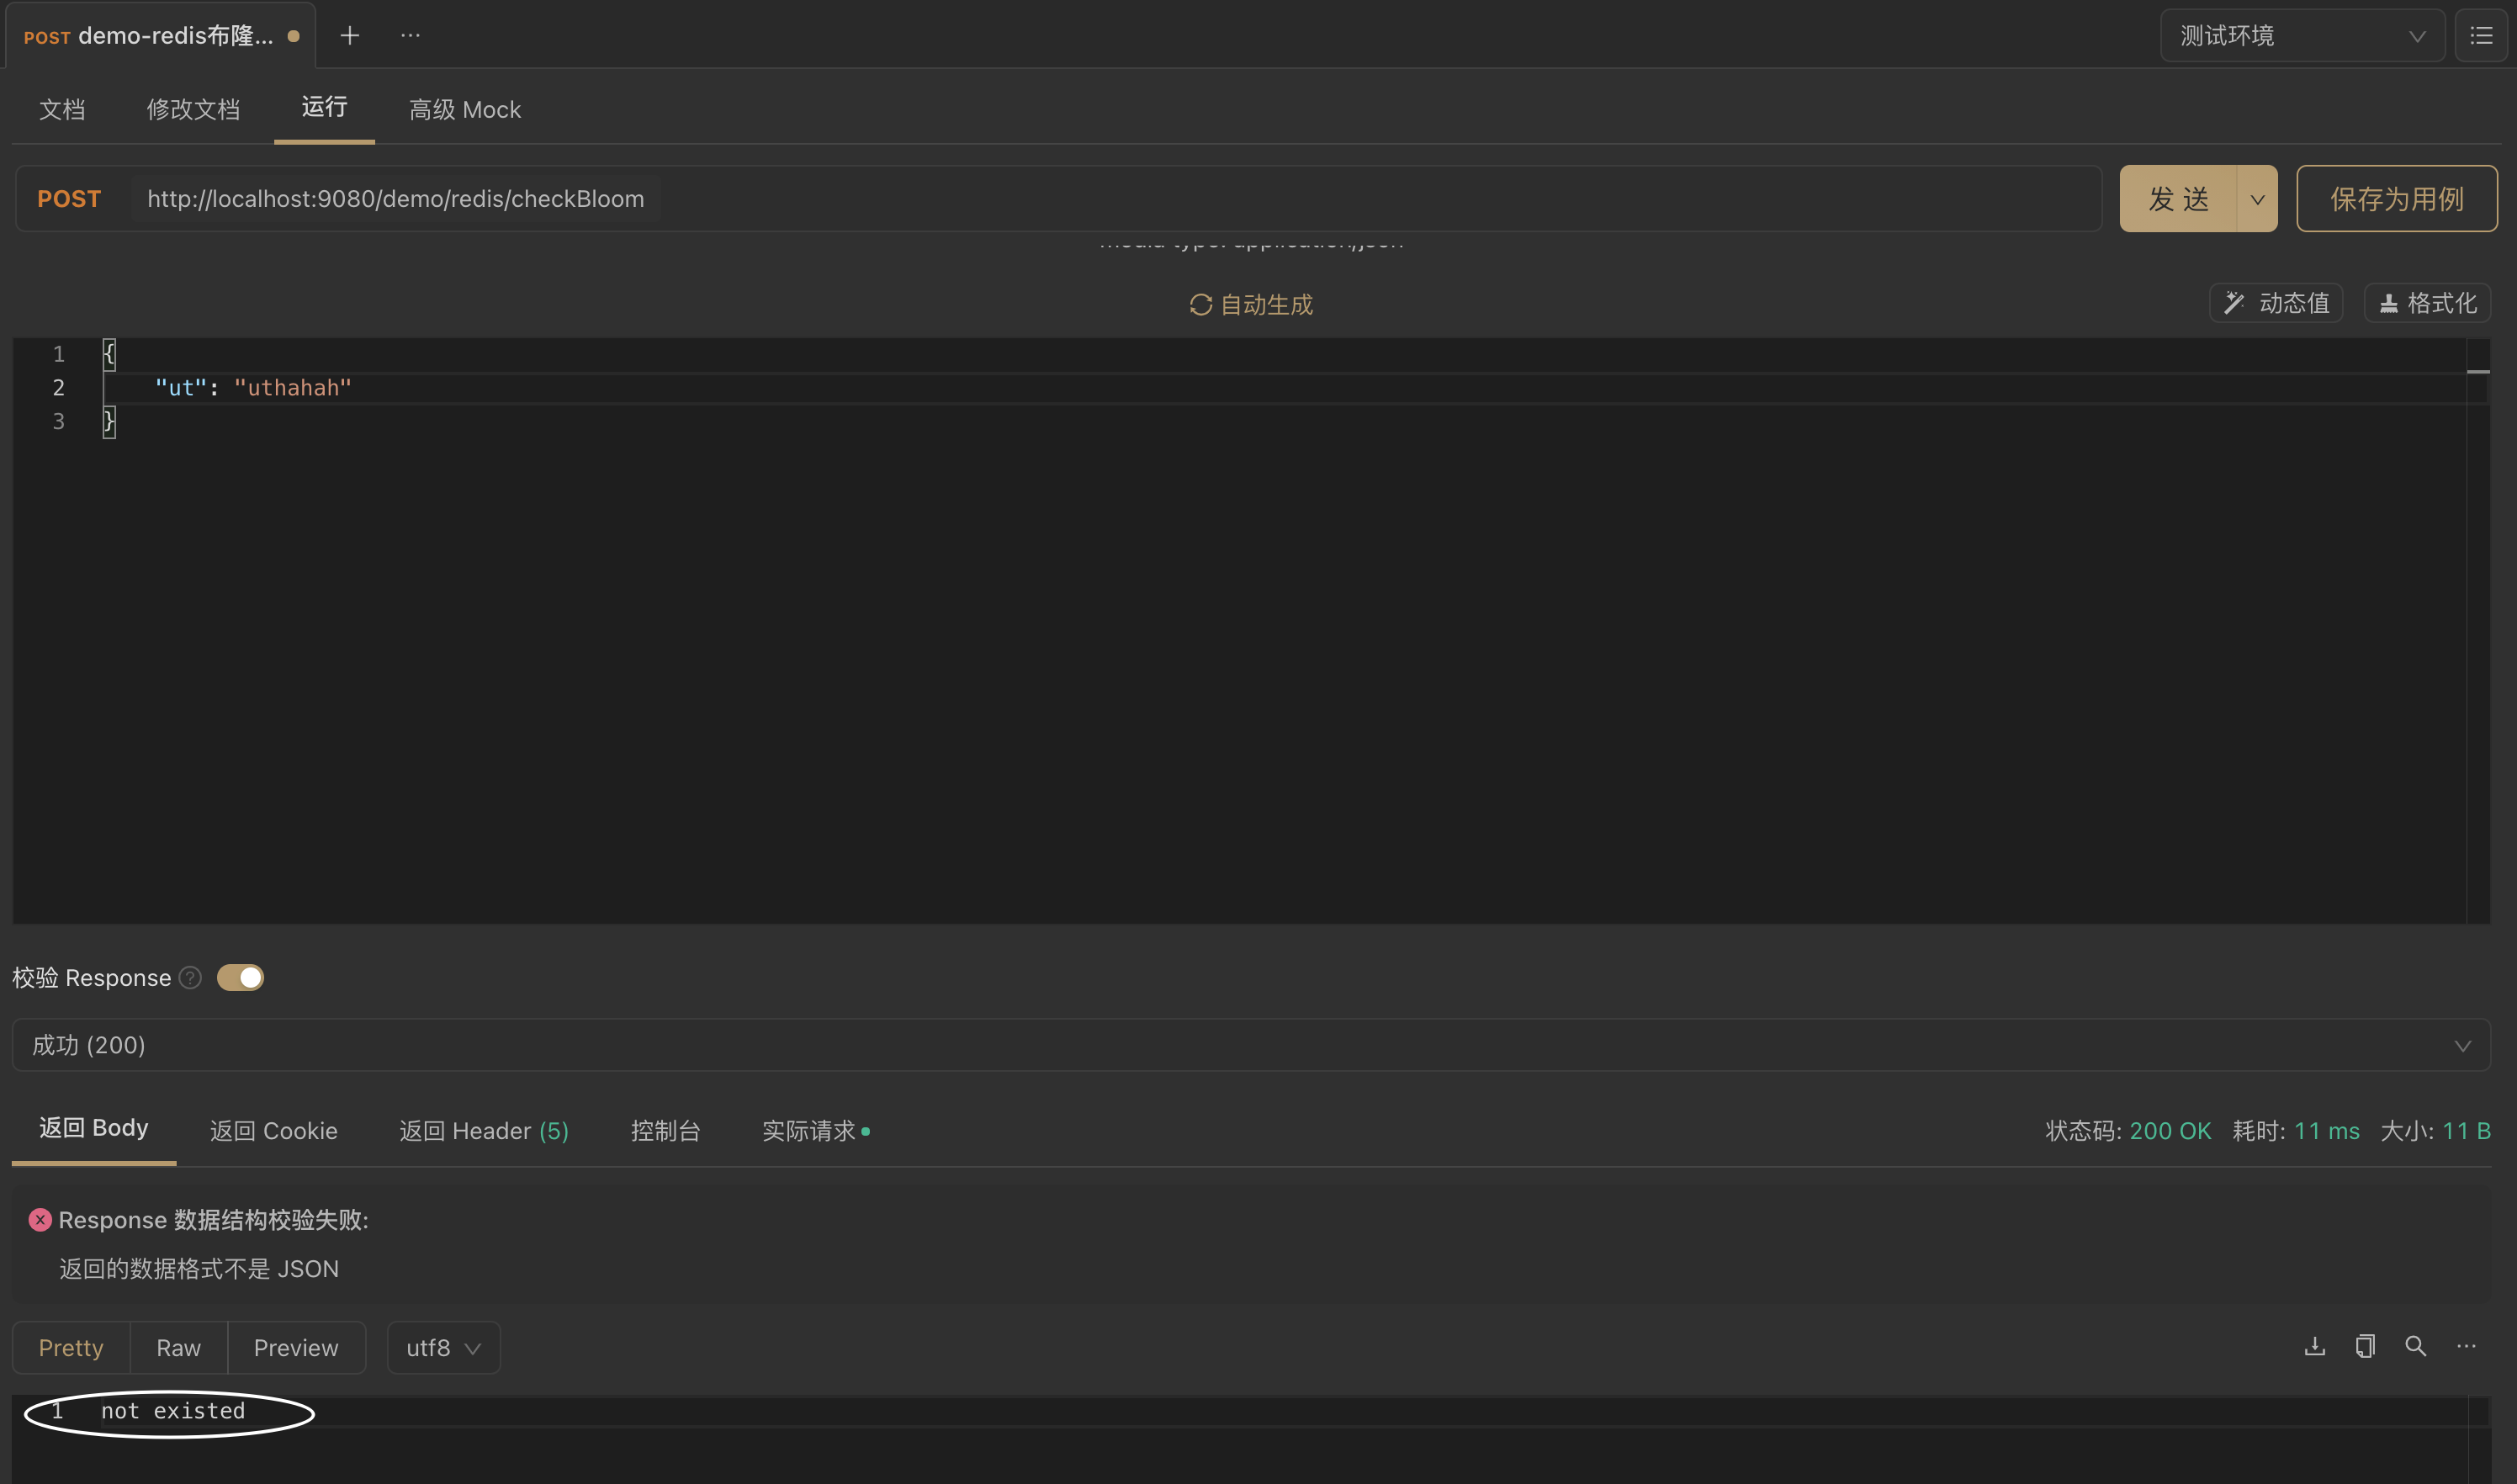 POST demo-redis布隆...
测试环境
文档 修改文档 运行 高级 Mock
POST http://localhost:9080/demo/redis/checkBloom 发 送 保存为用例
自动生成 动态值 格式化
1 {
2 "ut": "uthahah"
3 }
校验 Response ?
成功 (200)
返回 Body 返回 Cookie 返回 Header (5) 控制台 实际请求 状态码: 200 OK 耗时: 11 ms 大小: 11 B
Response 数据结构校验失败:
返回的数据格式不是 JSON
Pretty Raw Preview utf8
1 not existed